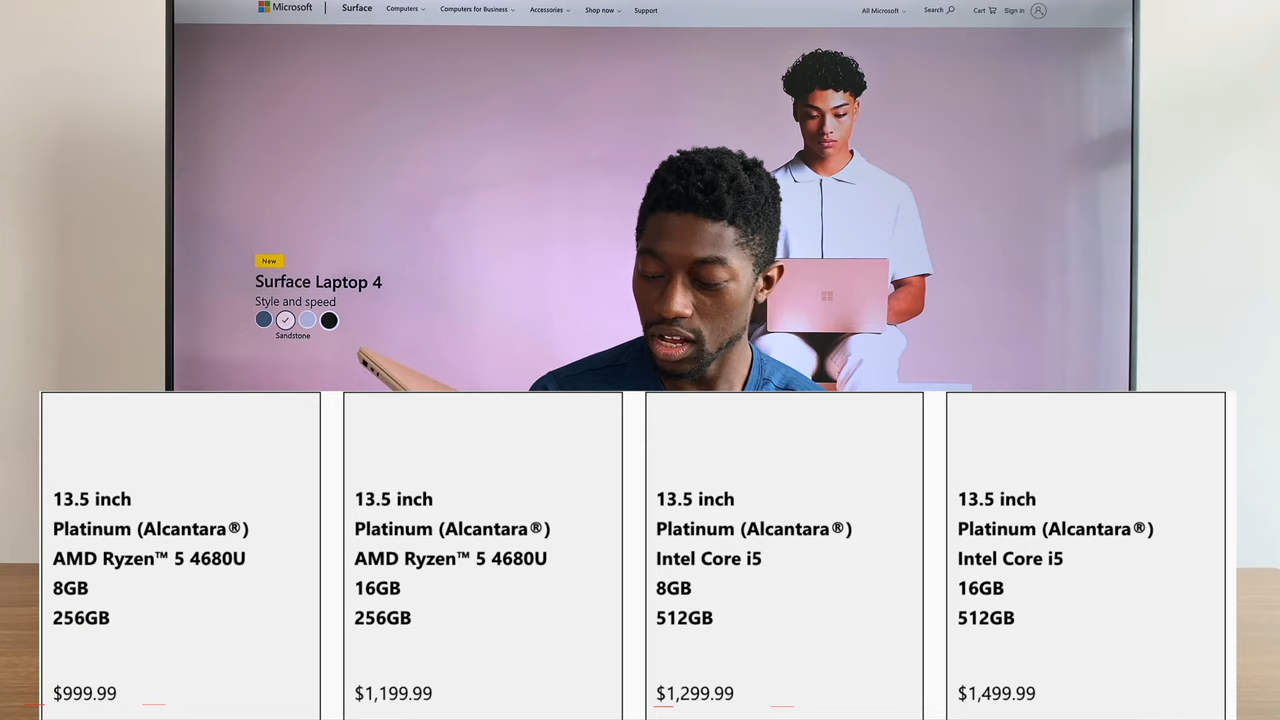 Microsoft
Surface
Computers
Computers for Business
Accessories
Shop now
Support
All Microsoft
Search
Cart
Sign in
New
Surface Laptop 4
Style and speed
Sandstone
13.5 inch
Platinum (Alcantara®)
AMD Ryzen™ 5 4680U
8GB
256GB
$999.99
13.5 inch
Platinum (Alcantara®)
AMD Ryzen™ 5 4680U
16GB
256GB
$1,199.99
13.5 inch
Platinum (Alcantara®)
Intel Core i5
8GB
512GB
$1,299.99
13.5 inch
Platinum (Alcantara®)
Intel Core i5
16GB
512GB
$1,499.99